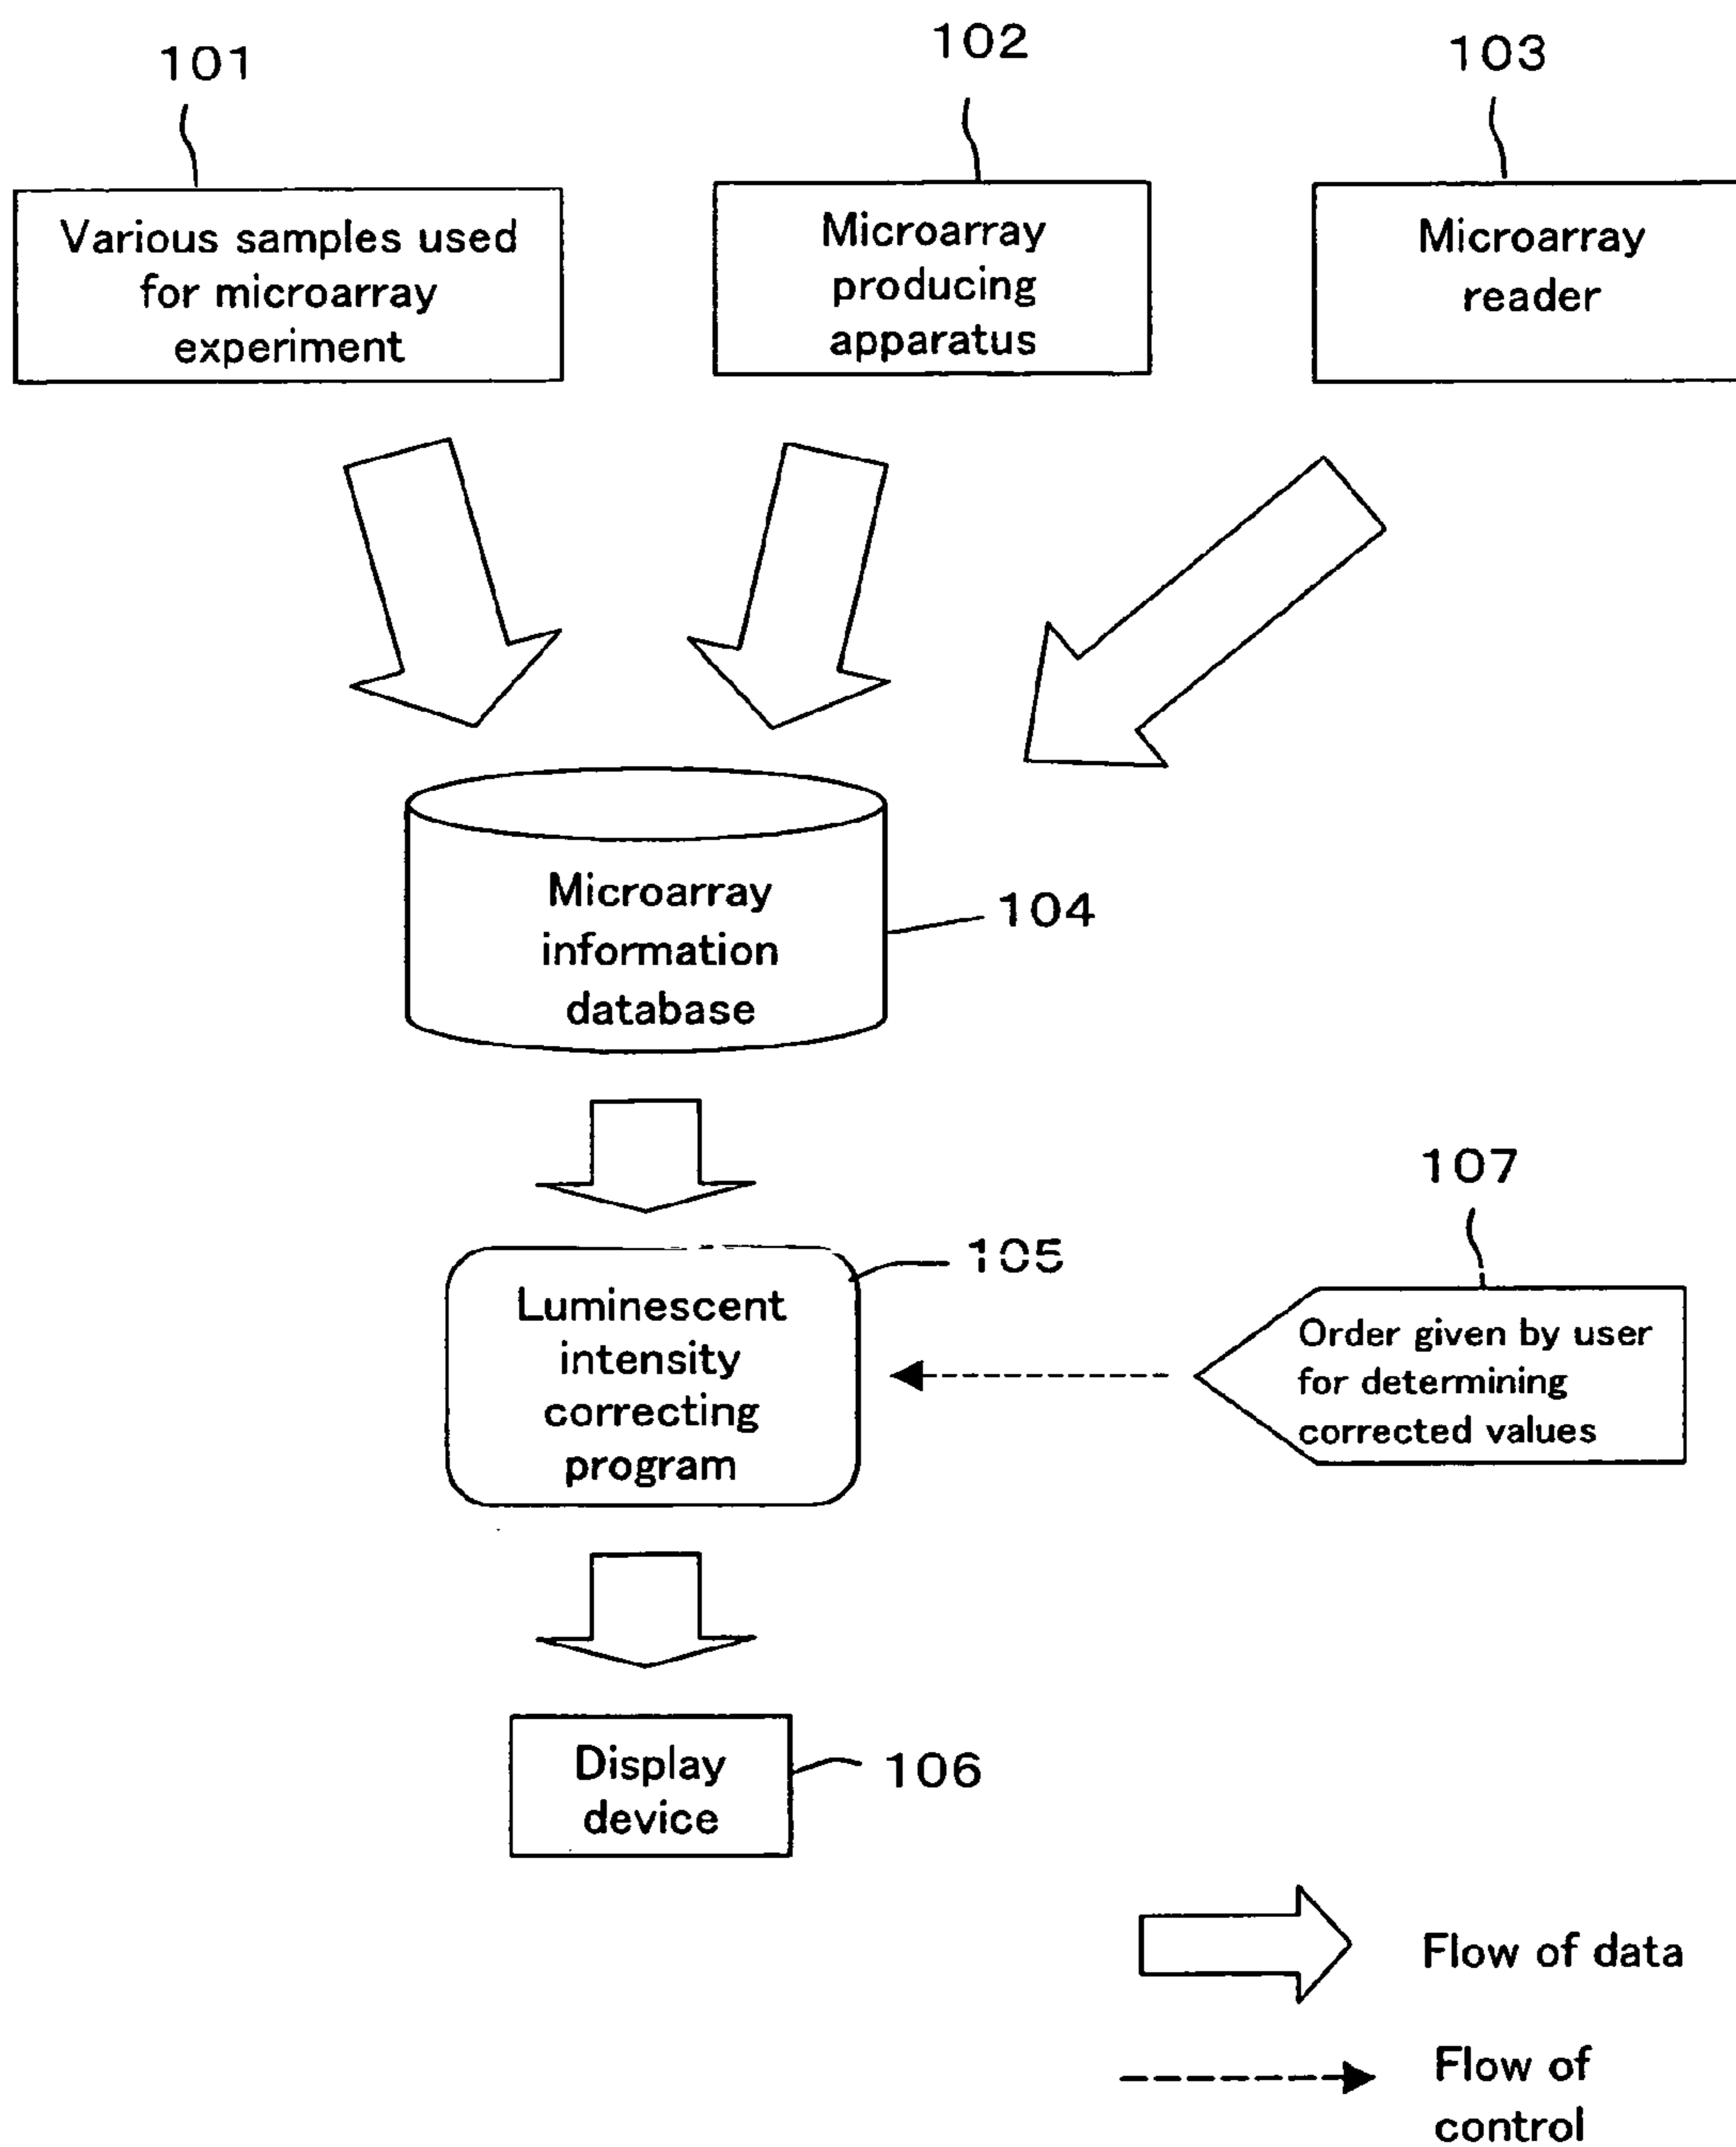 101
102
103
Various samples used
for microarray
experiment
Microarray
producing
apparatus
Microarray
reader
Microarray
information
database
104
107
105
Luminescent
intensity
correcting
program
Order given by user
for determining
corrected values
Display
device
106
Flow of data
Flow of
control